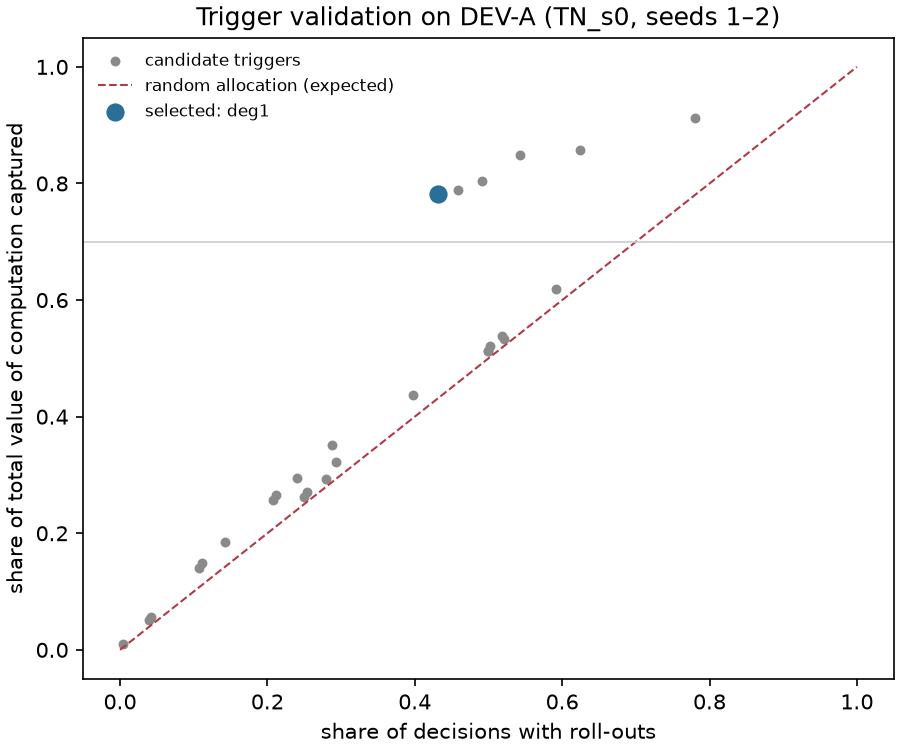 Trigger validation on DEV-A (TN_s0, seeds 1–2)
candidate triggers
random allocation (expected)
selected: deg1
share of total value of computation captured
1.0
0.8
0.6
0.4
0.2
0.0
0.0 0.2 0.4 0.6 0.8 1.0
share of decisions with roll-outs